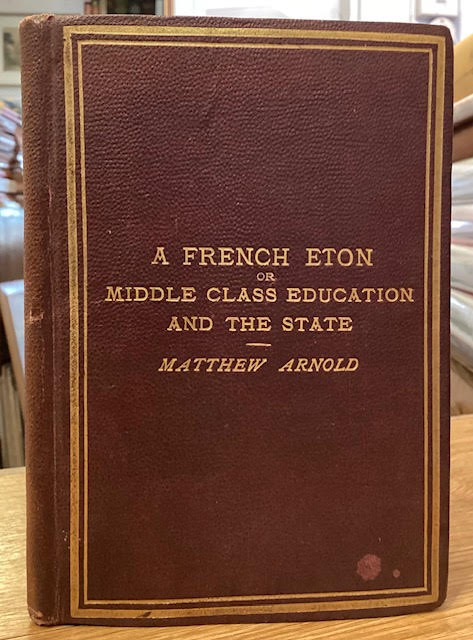 A FRENCH ETON
OR
MIDDLE CLASS EDUCATION
AND THE STATE
MATTHEW ARNOLD